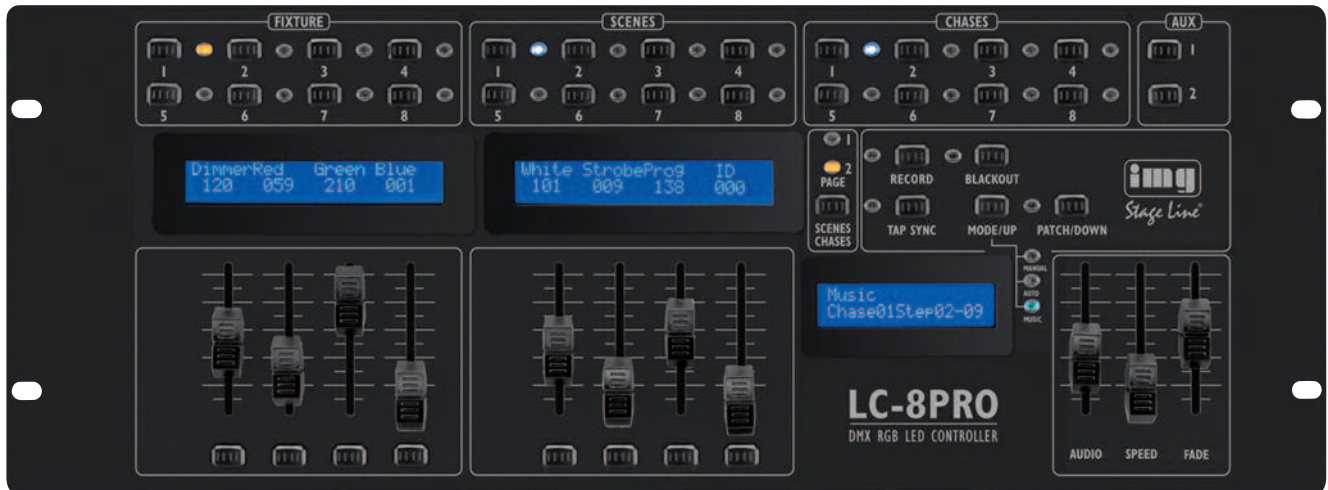 FIXTURE
1 2 3 4
5 6 7 8
SCENES
1 2 3 4
5 6 7 8
CHASES
1 2 3 4
5 6 7 8
AUX
1
2
DimmerRed Green Blue
120 059 210 001
White StrobeProg ID
101 009 138 000
1
2
PAGE
SCENES
CHASES
RECORD BLACKOUT
TAP SYNC MODE/UP PATCH/DOWN
img
Stage Line®
MANUAL
AUTO
MUSIC
Music
Chase01Step02-09
LC-8PRO
DMX RGB LED CONTROLLER
AUDIO SPEED FADE